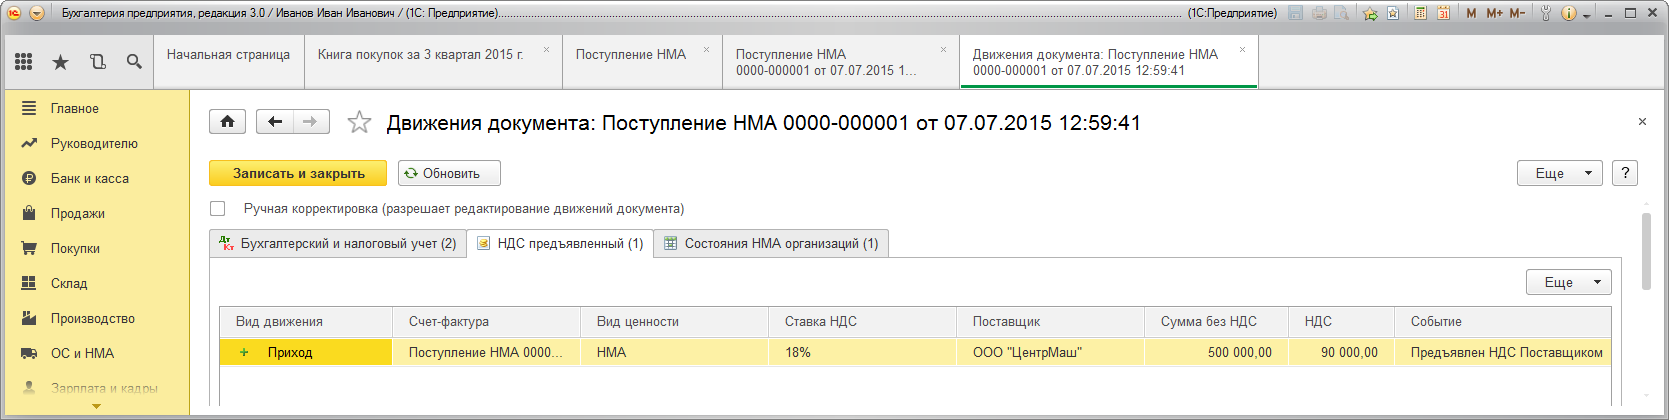 Бухгалтерия предприятия, редакция 3.0 / Иванов Иван Иванович / (1С: Предприятие)..... (1С:Предприятие) M M+ M-
Начальная страница
Книга покупок за 3 квартал 2015 г.
Поступление НМА
Поступление НМА
0000-000001 от 07.07.2015 1...
Движения документа: Поступление НМА
0000-000001 от 07.07.2015 12:59:41
Главное
Руководителю
Банк и касса
Продажи
Покупки
Склад
Производство
ОС и НМА
Зарплата и кадры
Движения документа: Поступление НМА 0000-000001 от 07.07.2015 12:59:41
Записать и закрыть
Обновить
Еще
?
Ручная корректировка (разрешает редактирование движений документа)
Дт Кт Бухгалтерский и налоговый учет (2)
НДС предъявленный (1)
Состояния НМА организаций (1)
Еще
Вид движения Счет-фактура Вид ценности Ставка НДС Поставщик Сумма без НДС НДС Событие
+ Приход Поступление НМА 0000... НМА 18% ООО "ЦентрМаш" 500 000,00 90 000,00 Предъявлен НДС Поставщиком